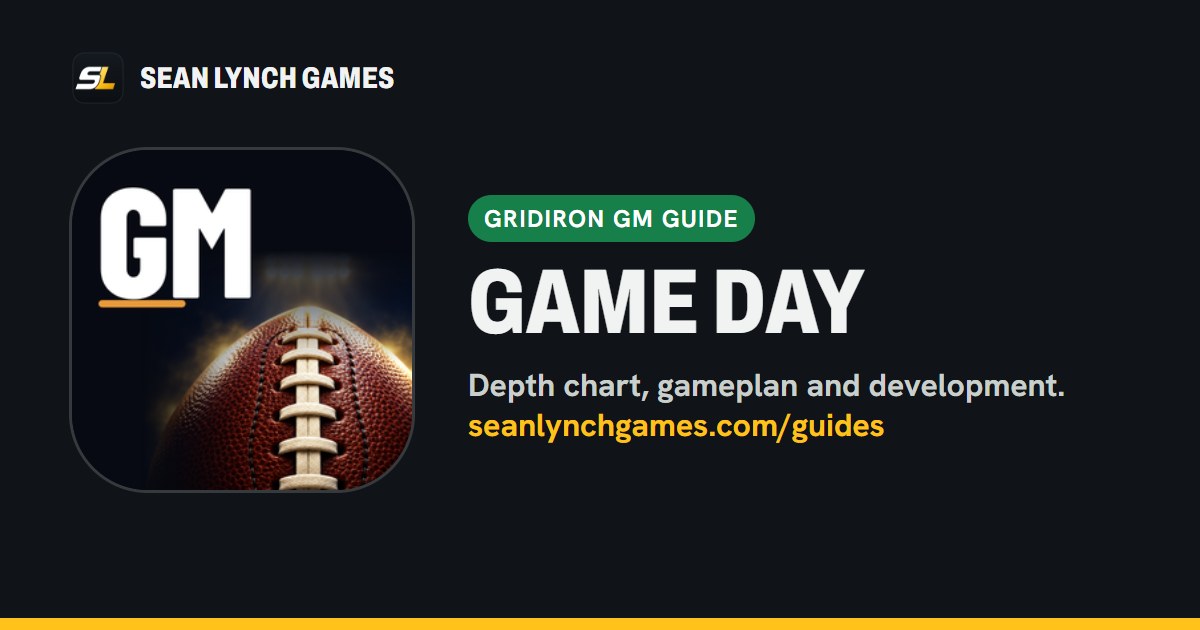 SL SEAN LYNCH GAMES
GM
GRIDIRON GM GUIDE
GAME DAY
Depth chart, gameplan and development.
seanlynchgames.com/guides